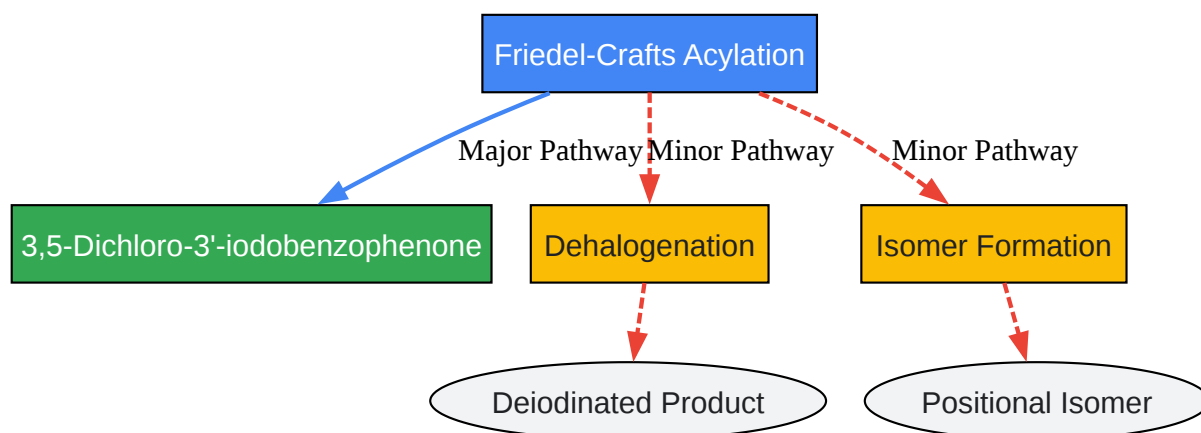 Friedel-Crafts Acylation
Major Pathway
Minor Pathway
Minor Pathway
3,5-Dichloro-3'-iodobenzophenone
Dehalogenation
Isomer Formation
Deiodinated Product
Positional Isomer